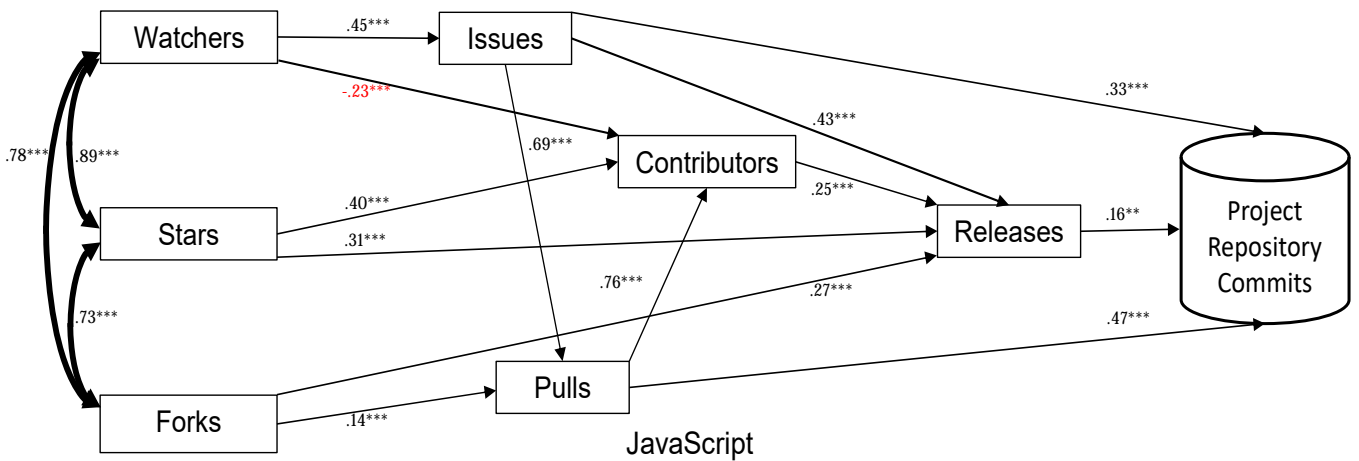 Watchers
.45***
Issues
-.23***
.33***
.43***
.78***
.89***
.69***
Contributors
.25***
.40***
Stars
.31***
Releases
.16**
Project
Repository
Commits
.76***
.27***
.73***
.47***
Pulls
Forks
.14***
JavaScript